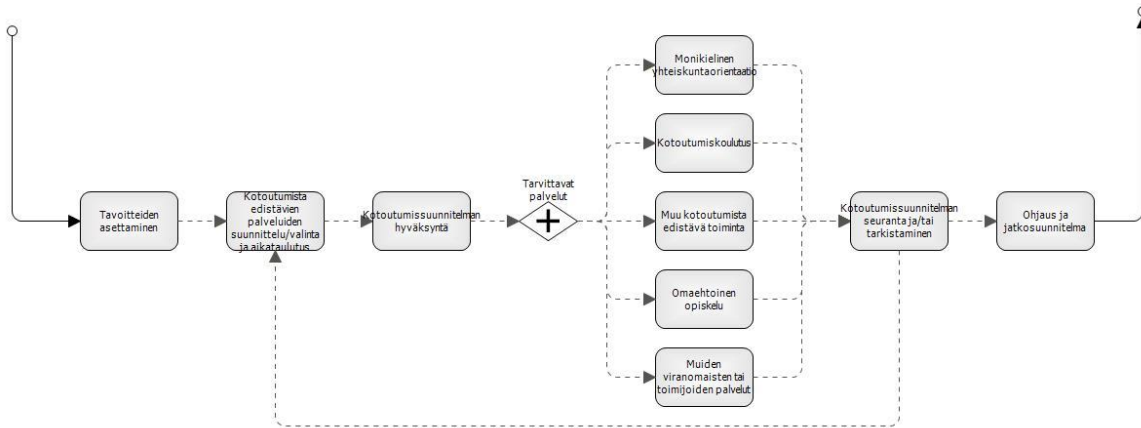 Tavoitteiden
asettaminen
Kotoutumista
edistävien
palveluiden
suunnittelu/valinta
ja aikataulutus
Kotoutumissuunnitelman
hyväksyntä
Tarvittavat
palvelut
Monikielinen
yhteiskuntaorientaatio
Kotoutumiskoulutus
Muu kotoutumista
edistävä toiminta
Omaehtoinen
opiskelu
Muiden
viranomaisten tai
toimijoiden palvelut
Kotoutumissuunnitelman
seuranta ja/tai
tarkistaminen
Ohjaus ja
jatkosuunnitelma